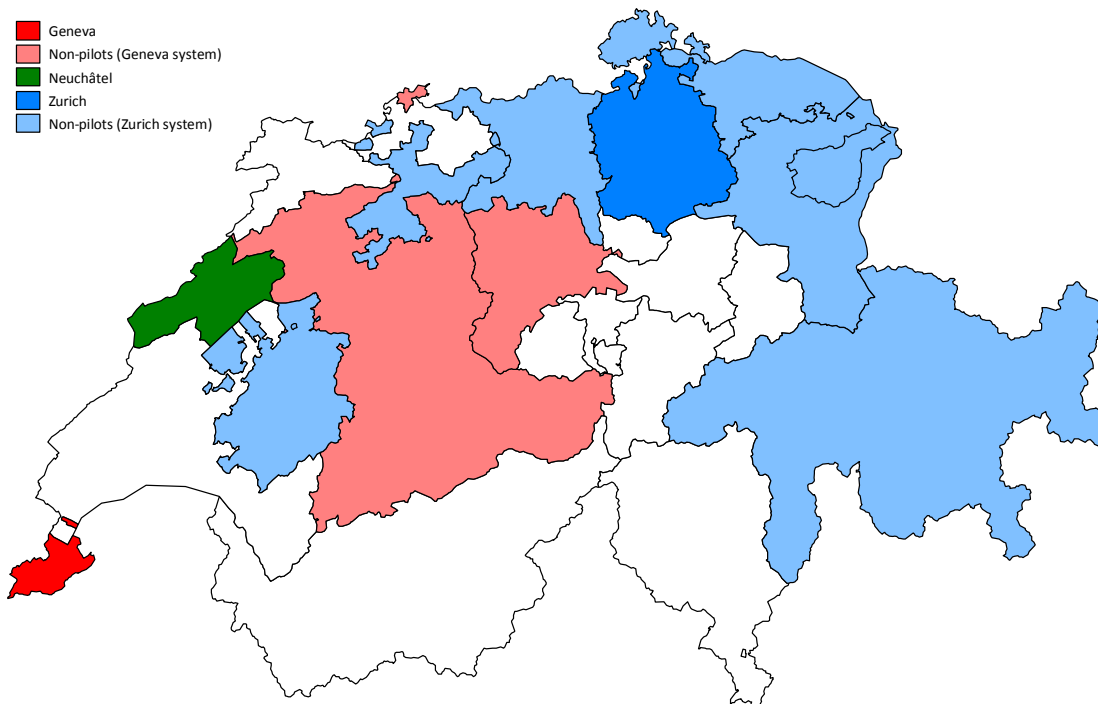 Geneva
Non-pilots (Geneva system)
Neuchâtel
Zurich
Non-pilots (Zurich system)